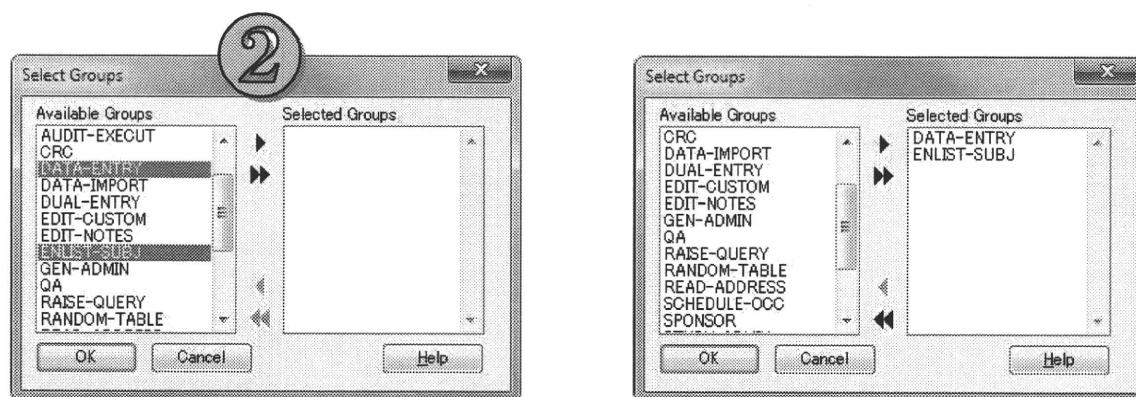 2
Select Groups
Available Groups
Selected Groups
AUDIT-EXECUT
CRC
DATA-ENTRY
DATA-IMPORT
DUAL-ENTRY
EDIT-CUSTOM
EDIT-NOTES
ENLIST-SUBJ
GEN-ADMIN
QA
RAISE-QUERY
RANDOM-TABLE
OK
Cancel
Help
Select Groups
Available Groups
Selected Groups
CRC
DATA-IMPORT
DUAL-ENTRY
EDIT-CUSTOM
EDIT-NOTES
GEN-ADMIN
QA
RAISE-QUERY
RANDOM-TABLE
READ-ADDRESS
SCHEDULE-OCC
SPONSOR
DATA-ENTRY
ENLIST-SUBJ
OK
Cancel
Help